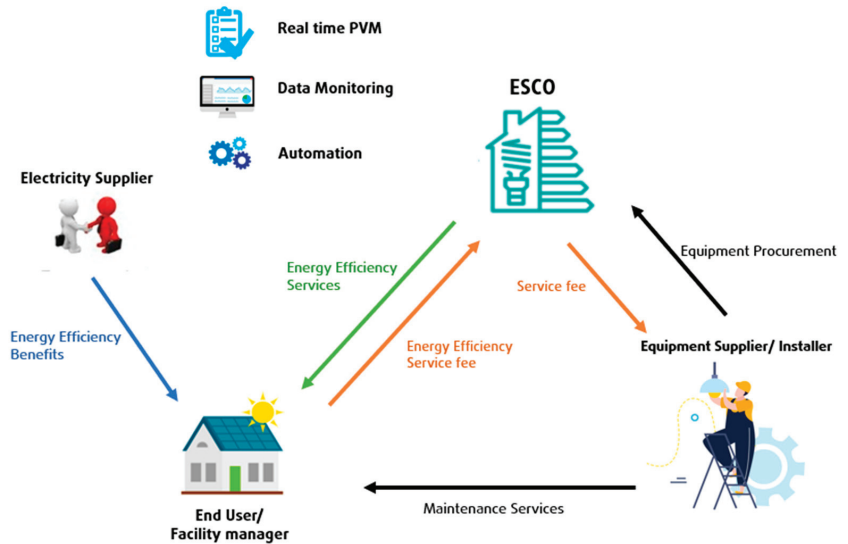 Real time PVM
Data Monitoring
ESCO
Automation
Electricity Supplier
Equipment Procurement
Energy Efficiency
Services
Service fee
Energy Efficiency
Benefits
Energy Efficiency
Service fee
Equipment Supplier/ Installer
Maintenance Services
End User/
Facility manager